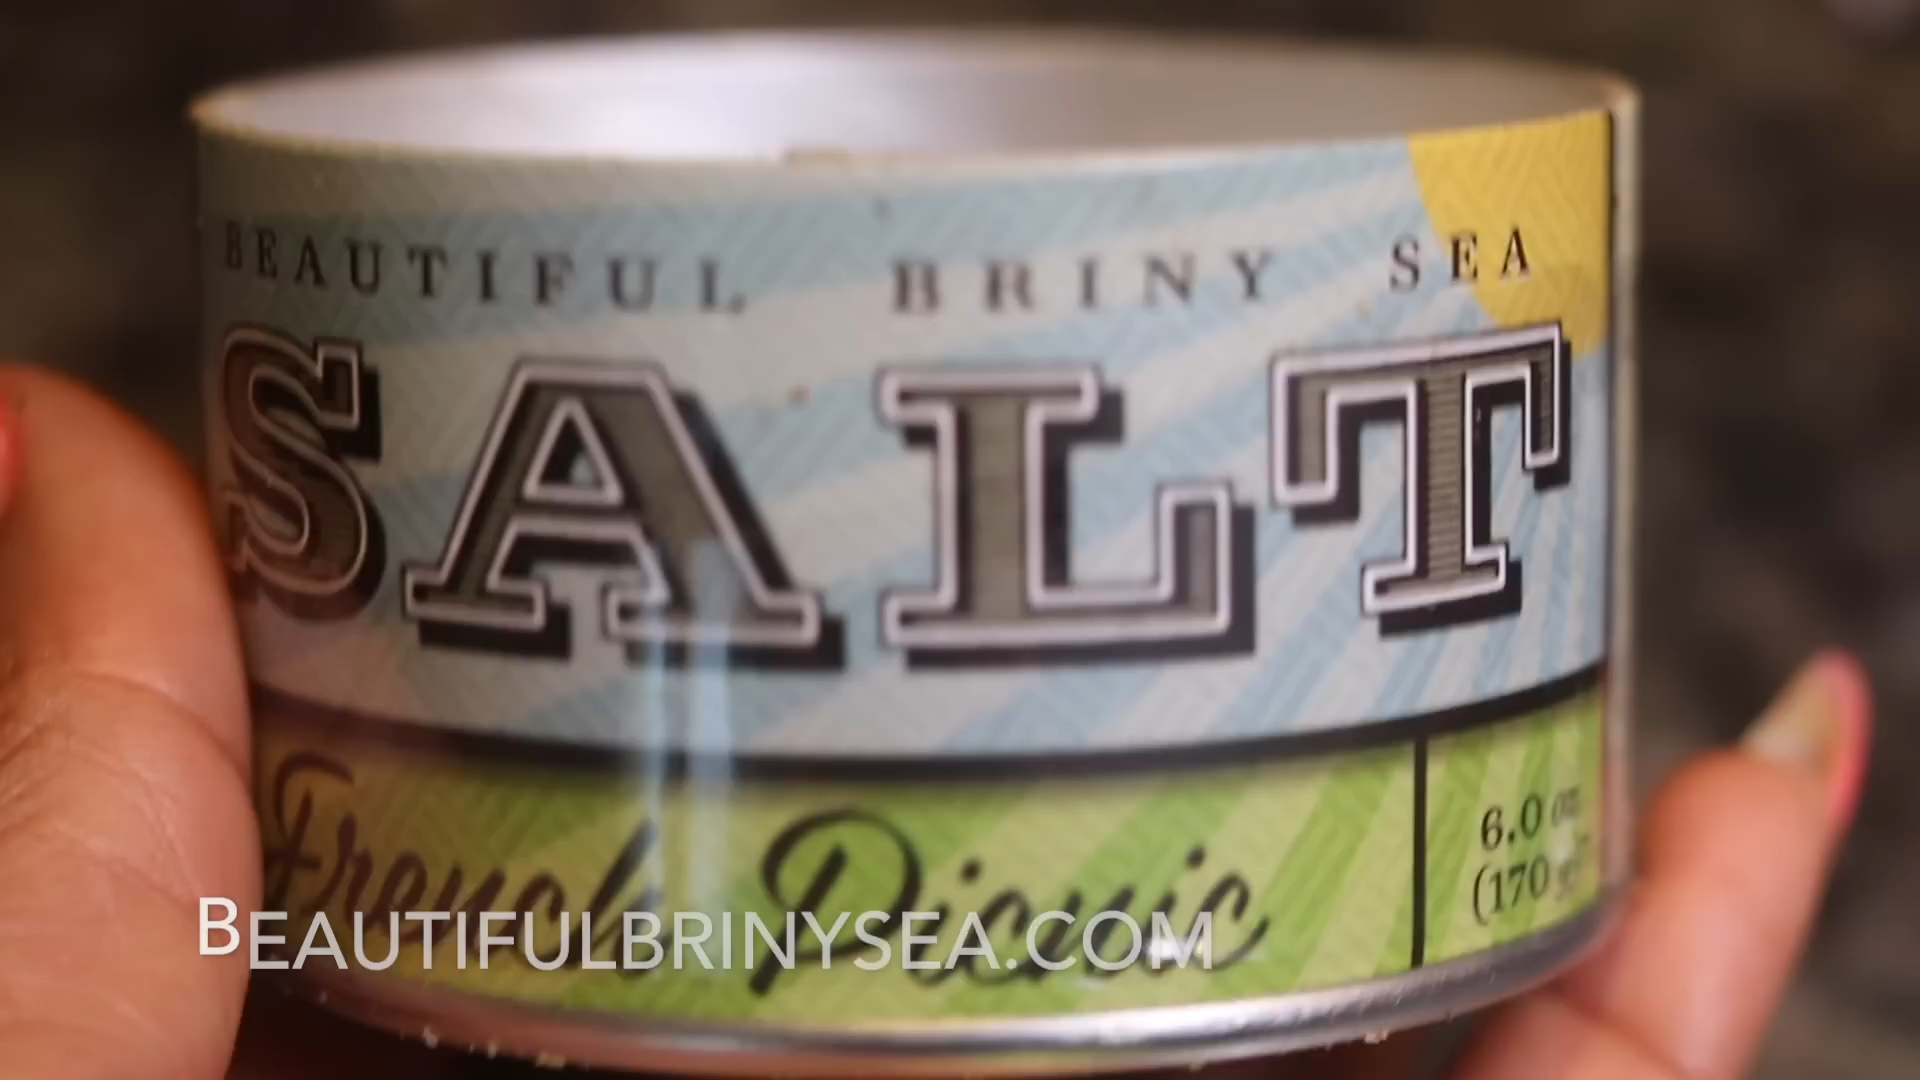 BEAUTIFUL BRINY SEA
SALT
French Picnic
6.0 oz
(170 g)
BEAUTIFULBRINYSEA.COM